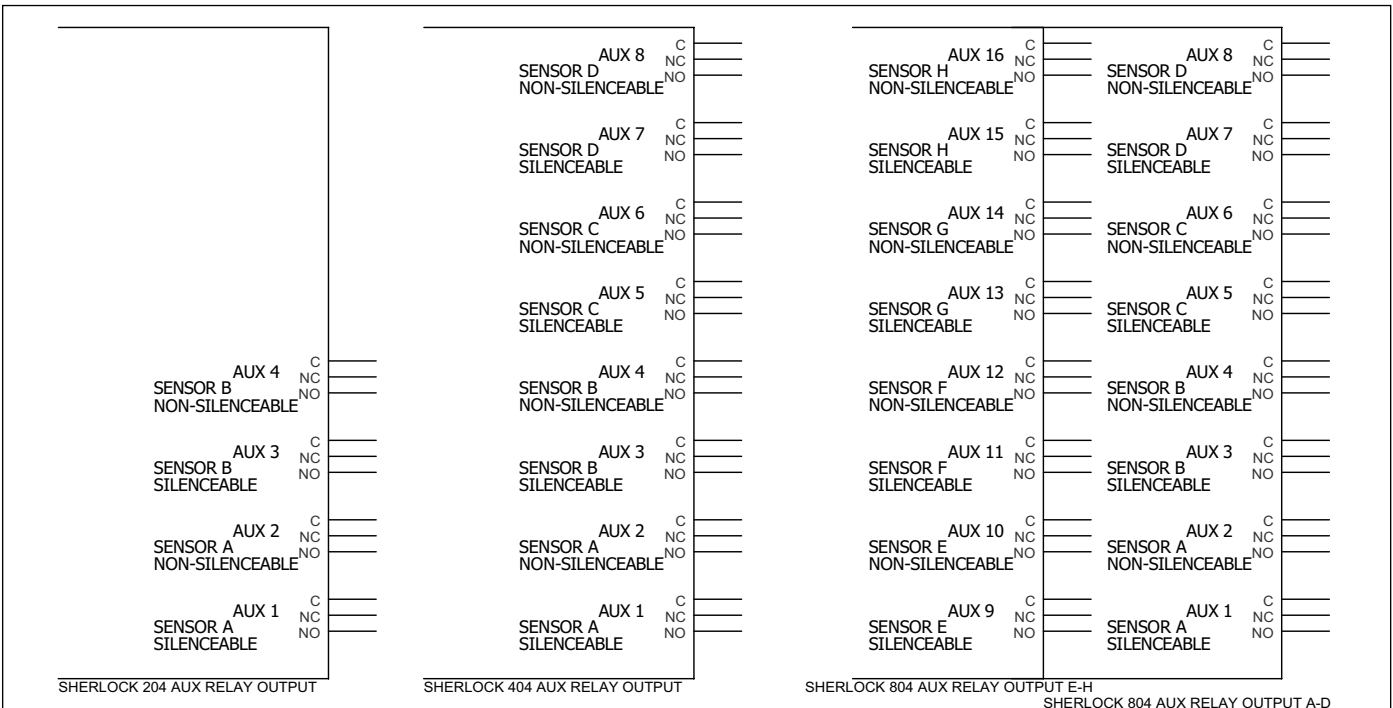 AUX 4
C
NC
NO
SENSOR B
NON-SILENCEABLE
AUX 3
C
NC
NO
SENSOR B
SILENCEABLE
AUX 2
C
NC
NO
SENSOR A
NON-SILENCEABLE
AUX 1
C
NC
NO
SENSOR A
SILENCEABLE
SHERLOCK 204 AUX RELAY OUTPUT
AUX 8
C
NC
NO
SENSOR D
NON-SILENCEABLE
AUX 7
C
NC
NO
SENSOR D
SILENCEABLE
AUX 6
C
NC
NO
SENSOR C
NON-SILENCEABLE
AUX 5
C
NC
NO
SENSOR C
SILENCEABLE
AUX 4
C
NC
NO
SENSOR B
NON-SILENCEABLE
AUX 3
C
NC
NO
SENSOR B
SILENCEABLE
AUX 2
C
NC
NO
SENSOR A
NON-SILENCEABLE
AUX 1
C
NC
NO
SENSOR A
SILENCEABLE
SHERLOCK 404 AUX RELAY OUTPUT
AUX 16
C
NC
NO
SENSOR H
NON-SILENCEABLE
AUX 15
C
NC
NO
SENSOR H
SILENCEABLE
AUX 14
C
NC
NO
SENSOR G
NON-SILENCEABLE
AUX 13
C
NC
NO
SENSOR G
SILENCEABLE
AUX 12
C
NC
NO
SENSOR F
NON-SILENCEABLE
AUX 11
C
NC
NO
SENSOR F
SILENCEABLE
AUX 10
C
NC
NO
SENSOR E
NON-SILENCEABLE
AUX 9
C
NC
NO
SENSOR E
SILENCEABLE
SHERLOCK 804 AUX RELAY OUTPUT E-H
AUX 8
C
NC
NO
SENSOR D
NON-SILENCEABLE
AUX 7
C
NC
NO
SENSOR D
SILENCEABLE
AUX 6
C
NC
NO
SENSOR C
NON-SILENCEABLE
AUX 5
C
NC
NO
SENSOR C
SILENCEABLE
AUX 4
C
NC
NO
SENSOR B
NON-SILENCEABLE
AUX 3
C
NC
NO
SENSOR B
SILENCEABLE
AUX 2
C
NC
NO
SENSOR A
NON-SILENCEABLE
AUX 1
C
NC
NO
SENSOR A
SILENCEABLE
SHERLOCK 804 AUX RELAY OUTPUT A-D